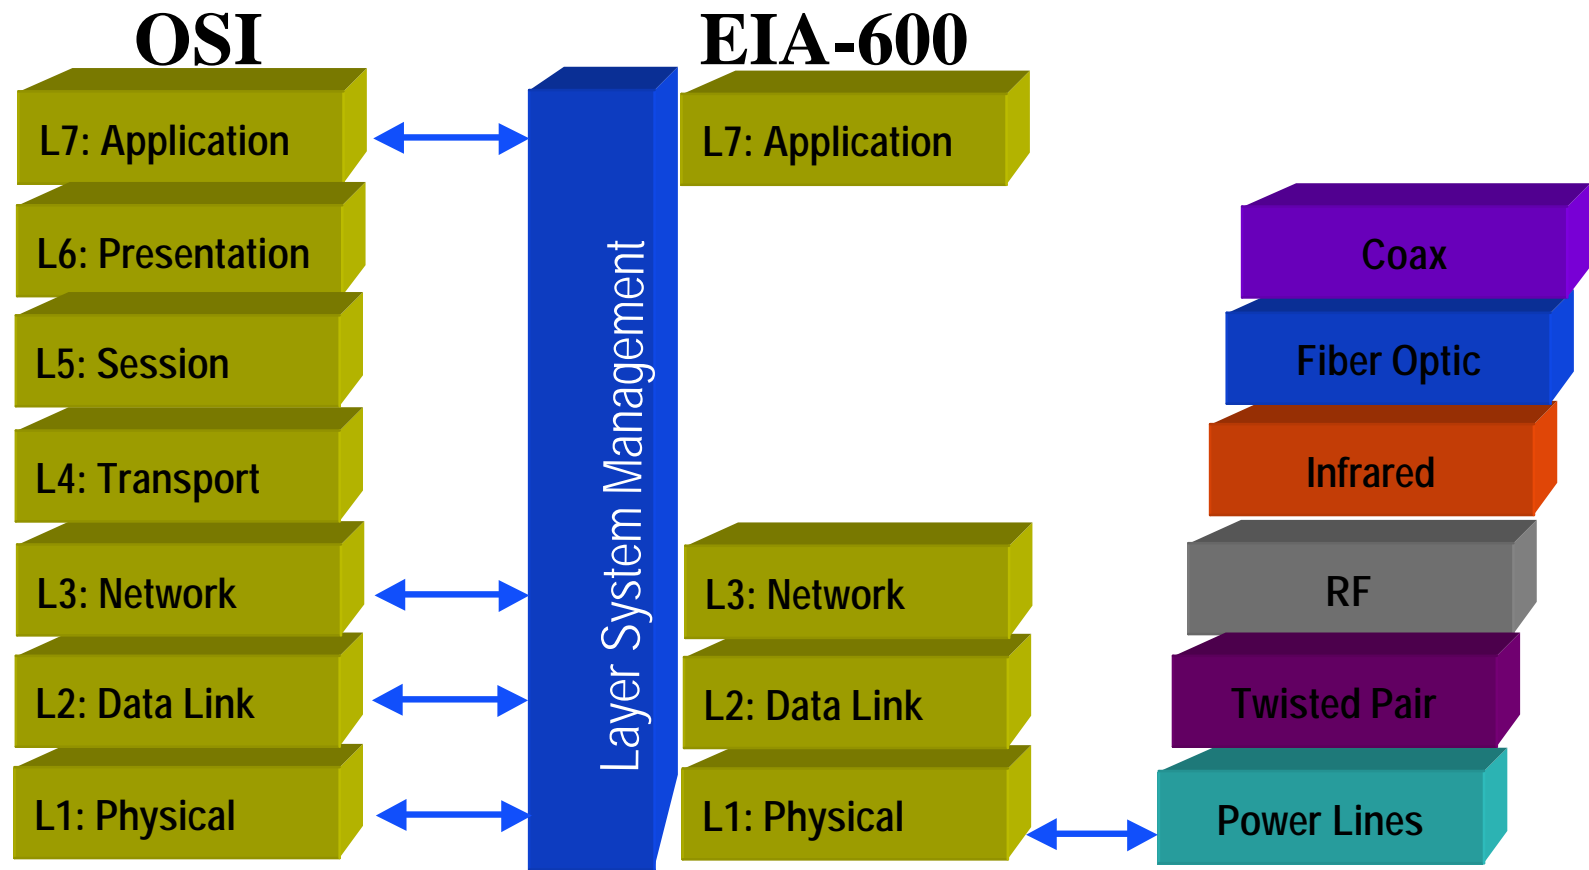 OSI
EIA-600
L7: Application
L6: Presentation
L5: Session
L4: Transport
L3: Network
L2: Data Link
L1: Physical
Layer System Management
L7: Application
L3: Network
L2: Data Link
L1: Physical
Coax
Fiber Optic
Infrared
RF
Twisted Pair
Power Lines